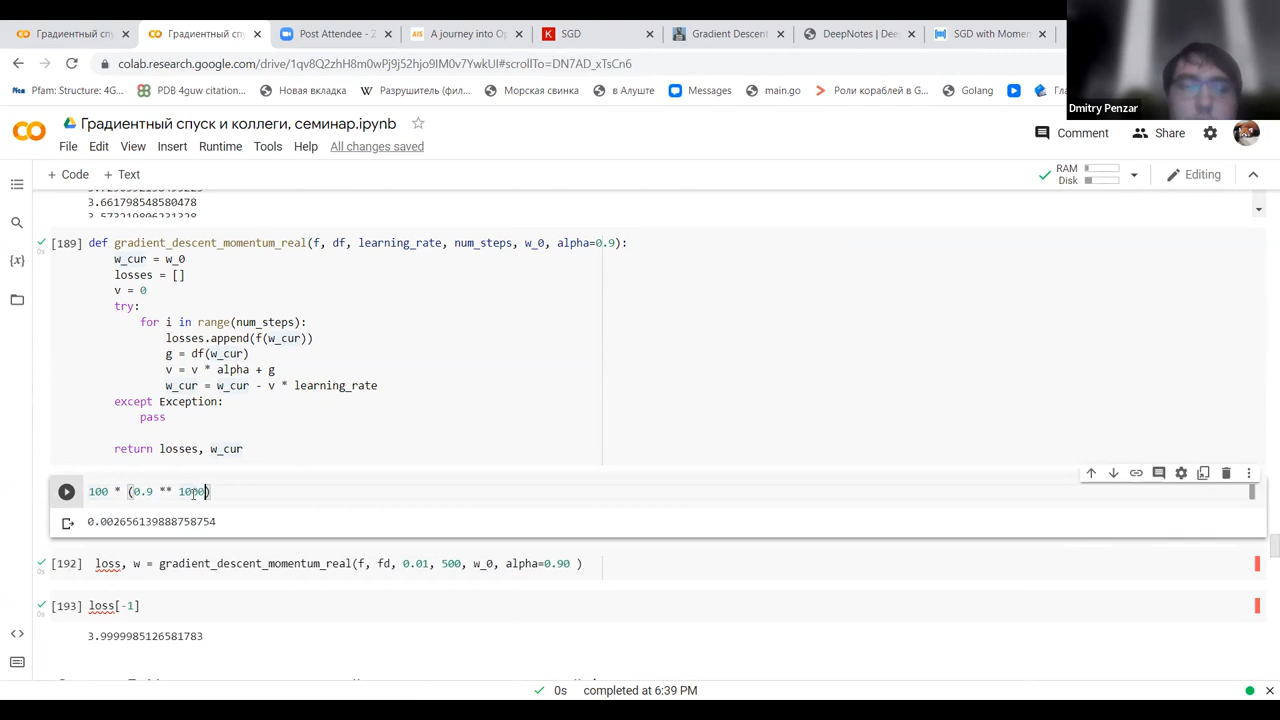 Градиентный сп
Градиентный сп
Post Attendee - Z
A journey into Op
SGD
Gradient Descent
DeepNotes | Deep
SGD with Momen
colab.research.google.com/drive/1qv8Q2zhH8m0wPj9j52hjo9IM0v7YwkUI#scrollTo=DN7AD_xTsCn6
Pfam: Structure: 4G...
PDB 4guw citation...
Новая вкладка
Разрушитель (фил...
Морская свинка
в Алуште
Messages
main.go
Роли кораблей в G...
Golang
Dmitry Penzar
Градиентный спуск и коллеги, семинар.ipynb
Comment
Share
File Edit View Insert Runtime Tools Help All changes saved
+ Code + Text
RAM
Disk
Editing
3.661798548580478
3.573219806231328
[189] def gradient_descent_momentum_real(f, df, learning_rate, num_steps, w_0, alpha=0.9):
w_cur = w_0
losses = []
v = 0
try:
for i in range(num_steps):
losses.append(f(w_cur))
g = df(w_cur)
v = v * alpha + g
w_cur = w_cur - v * learning_rate
except Exception:
pass
return losses, w_cur
100 * (0.9 ** 1000)
0.002656139888758754
[192] loss, w = gradient_descent_momentum_real(f, fd, 0.01, 500, w_0, alpha=0.90 )
[193] loss[-1]
3.9999985126581783
0s completed at 6:39 PM